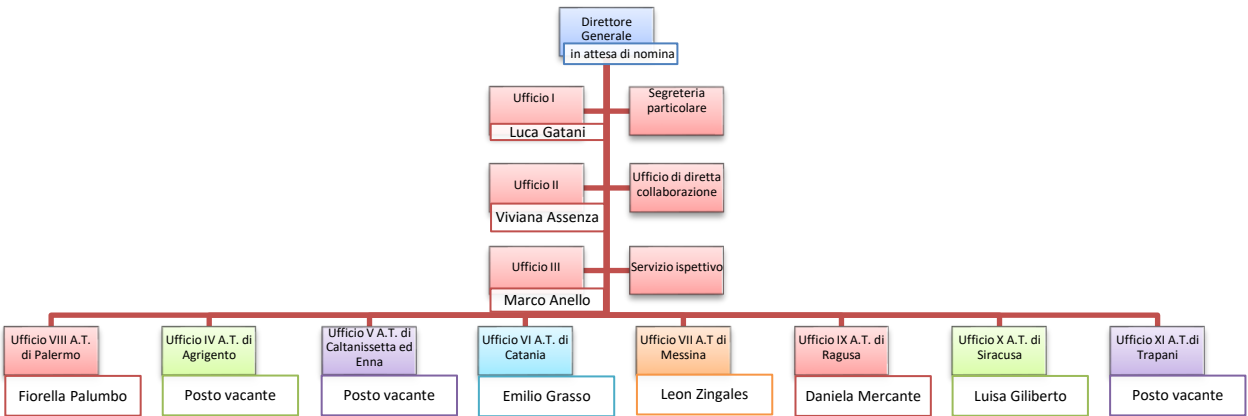 Direttore
Generale
in attesa di nomina
Ufficio I
Luca Gatani
Segreteria
particolare
Ufficio II
Viviana Assenza
Ufficio di diretta
collaborazione
Ufficio III
Marco Anello
Servizio ispettivo
Ufficio VIII A.T.
di Palermo
Fiorella Palumbo
Ufficio IV A.T. di
Agrigento
Posto vacante
Ufficio V A.T. di
Caltanissetta ed
Enna
Posto vacante
Ufficio VI A.T. di
Catania
Emilio Grasso
Ufficio VII A.T di
Messina
Leon Zingales
Ufficio IX A.T. di
Ragusa
Daniela Mercante
Ufficio X A.T. di
Siracusa
Luisa Giliberto
Ufficio XI A.T.di
Trapani
Posto vacante